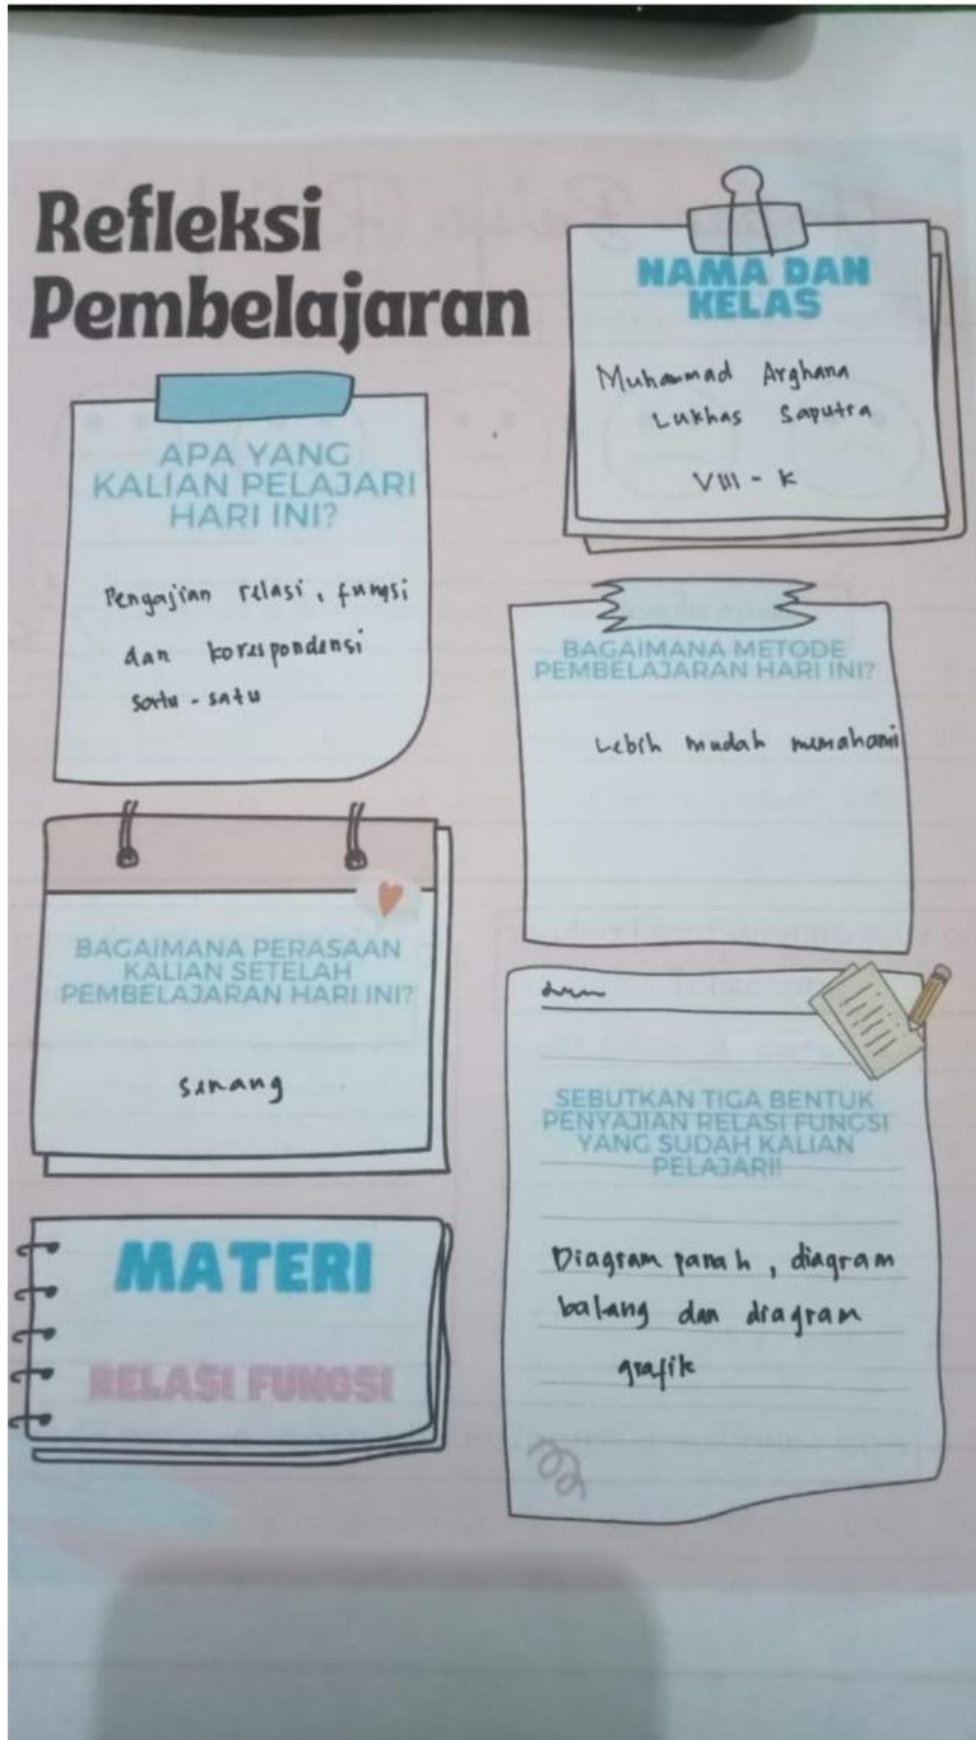 Refleksi
Pembelajaran
NAMA DAN
KELAS
Muhammad Arghana
Lukhas Saputra
VIII - K
APA YANG
KALIAN PELAJARI
HARI INI?
Pengajian relasi, fungsi
dan korespondensi
satu - satu
BAGAIMANA METODE
PEMBELAJARAN HARI INI?
Lebih mudah memahami
BAGAIMANA PERASAAN
KALIAN SETELAH
PEMBELAJARAN HARI INI?
senang
SEBUTKAN TIGA BENTUK
PENYAJIAN RELASI FUNGSI
YANG SUDAH KALIAN
PELAJARI!
Diagram panah, diagram
balang dan diagram
grafik
MATERI
RELASI FUNGSI